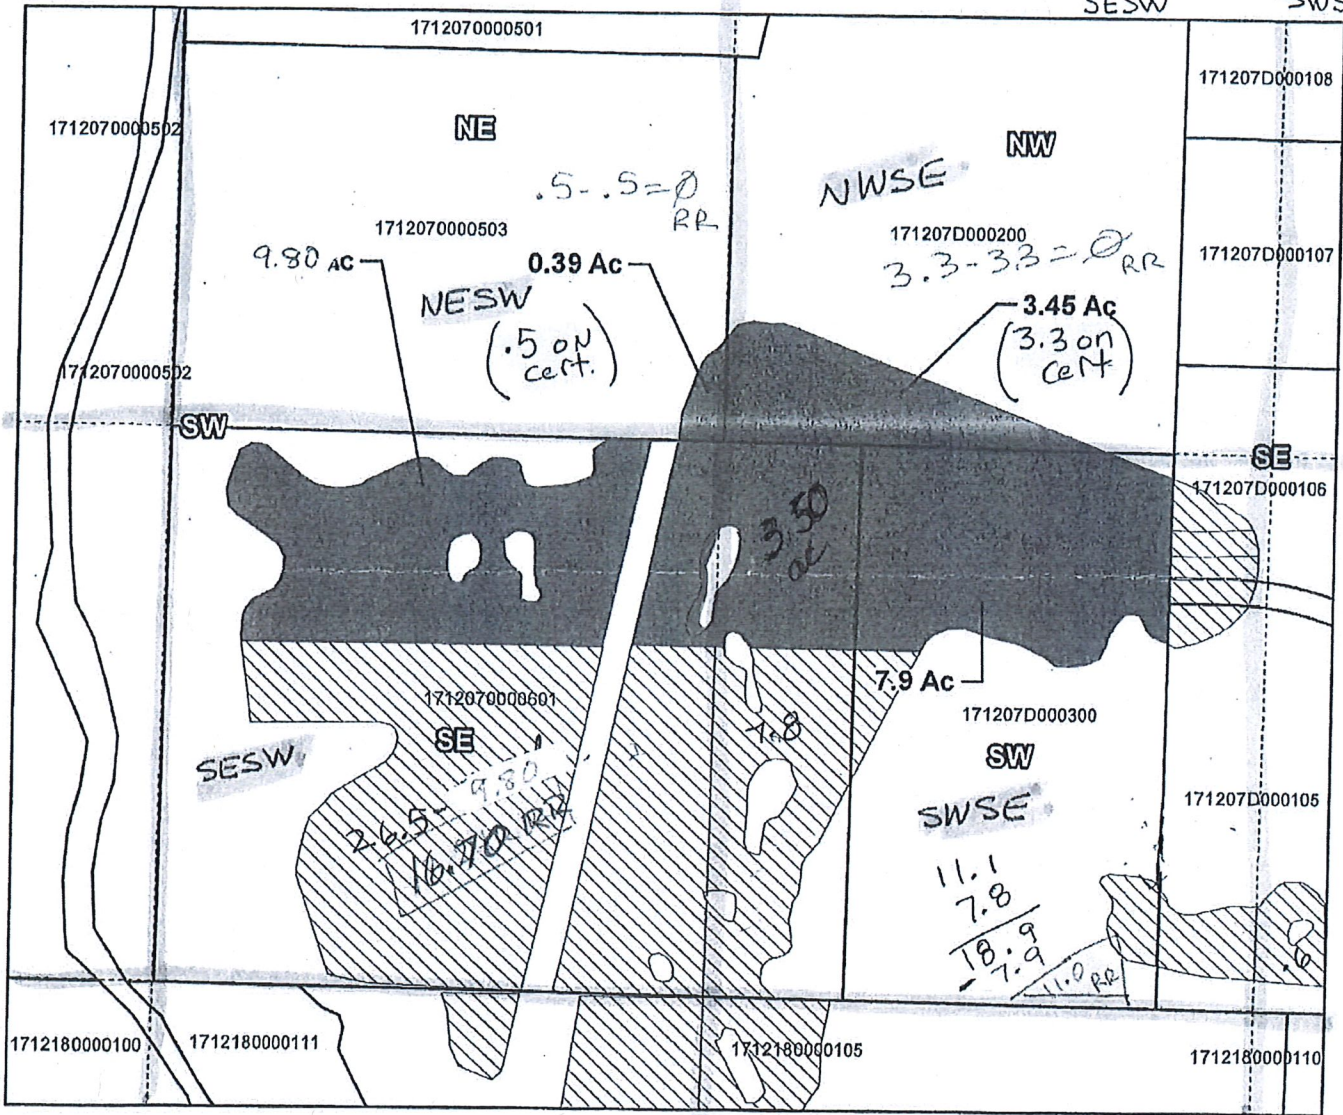 SESW
1712070000501
171207D000108
1712070000502
NE
NW
NWSE
.5-.5=Ø
RR
1712070000503
171207D000200
171207D000107
9.80 AC
0.39 Ac
3.3-3.3=Ø RR
NESW
3.45 Ac
(.5 on
cert.)
(3.3 on
cert)
1712070000502
SW
SE
171207D000106
3.50
ac
7.9 Ac
1712070000601
171207D000300
7.8
SE
SW
SESW
9.80
26.5-
16.70 RR
SWSE
171207D000105
11.1
7.8
18.9
-7.9
11.0 RR
.6
1712180000100
1712180000111
1712180000105
1712180000110